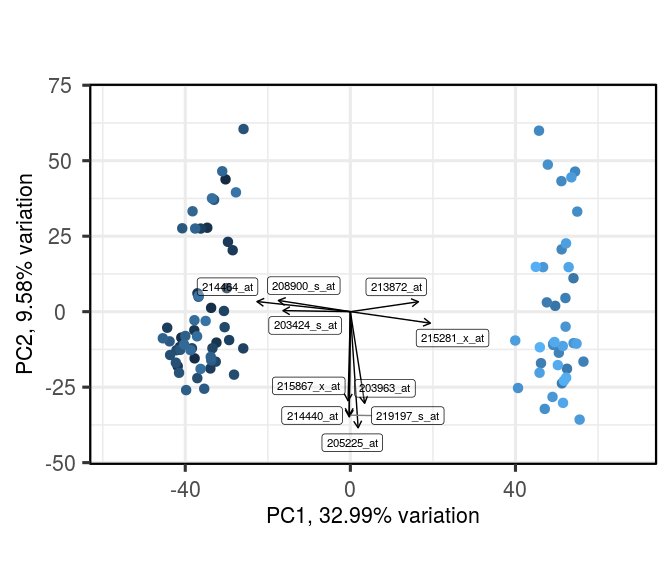 75
50
25
0
-25
-50
PC2, 9.58% variation
214464_at
208900_s_at
213872_at
203424_s_at
215281_x_at
215867_x_at
203963_at
214440_at
219197_s_at
205225_at
-40
0
40
PC1, 32.99% variation